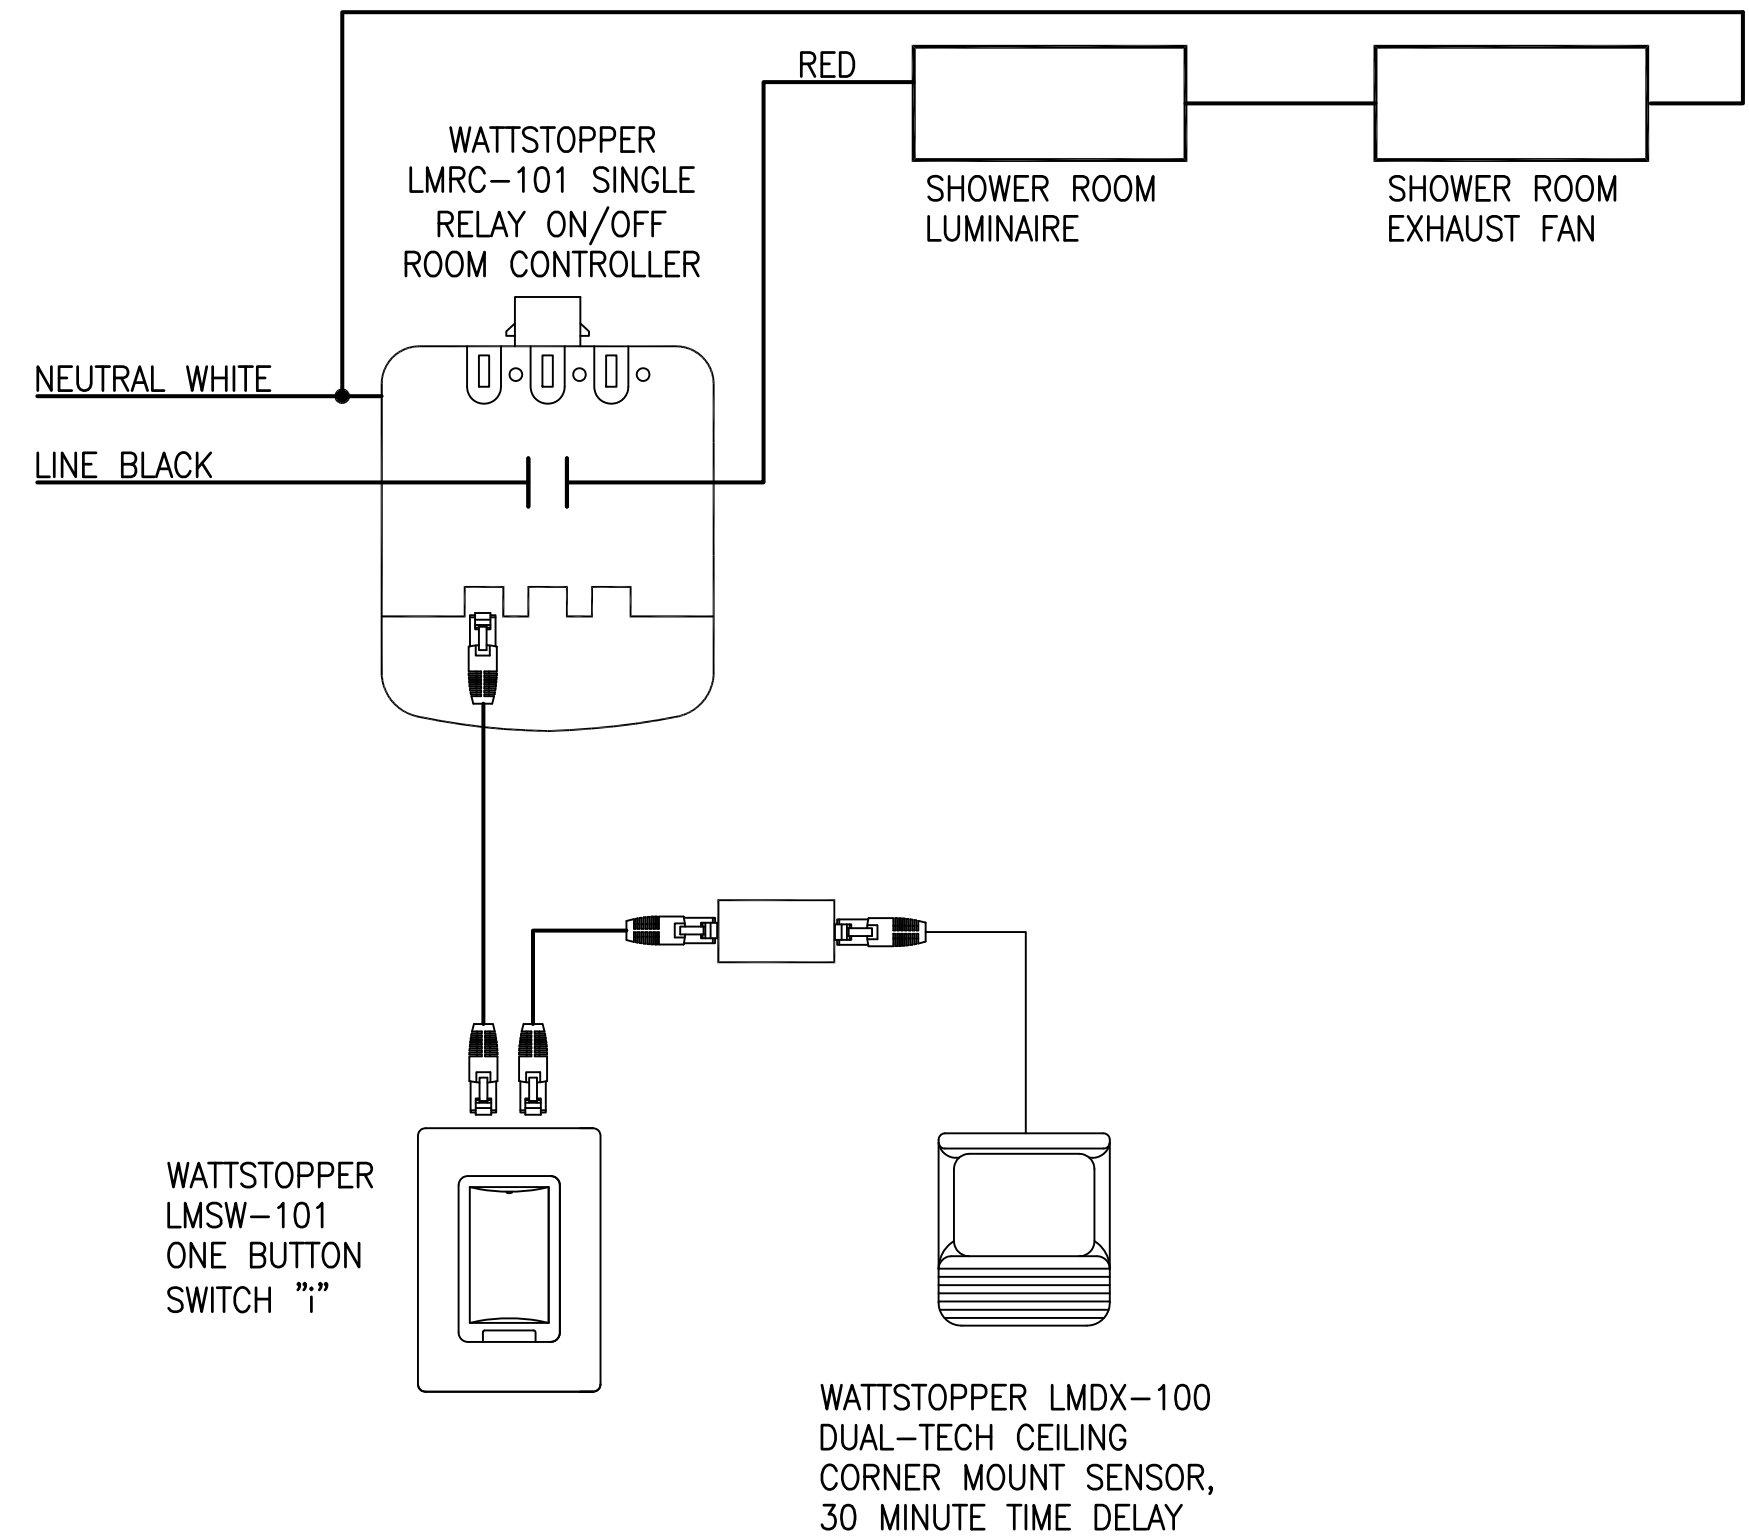 RED
WATTSTOPPER
LMRC-101 SINGLE
RELAY ON/OFF
ROOM CONTROLLER
SHOWER ROOM
LUMINAIRE
SHOWER ROOM
EXHAUST FAN
NEUTRAL WHITE
LINE BLACK
WATTSTOPPER
LMSW-101
ONE BUTTON
SWITCH "i"
WATTSTOPPER LMDX-100
DUAL-TECH CEILING
CORNER MOUNT SENSOR,
30 MINUTE TIME DELAY